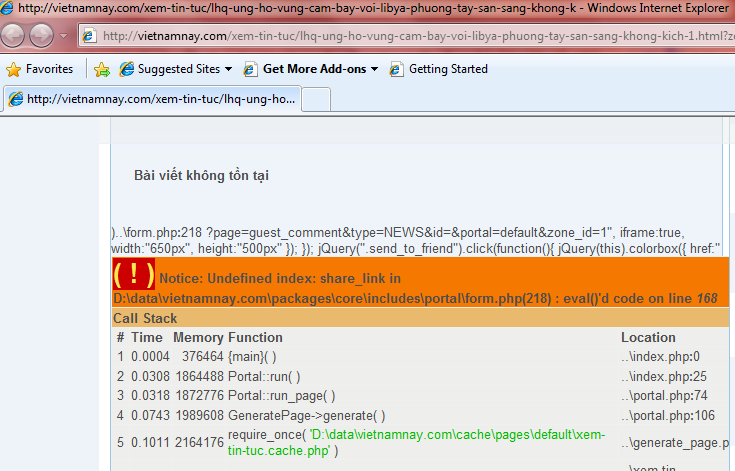 http://vietnamnay.com/xem-tin-tuc/lhq-ung-ho-vung-cam-bay-voi-libya-phuong-tay-san-sang-khong-k - Windows Internet Explorer
http://vietnamnay.com/xem-tin-tuc/lhq-ung-ho-vung-cam-bay-voi-libya-phuong-tay-san-sang-khong-kich-1.html?z
Favorites Suggested Sites Get More Add-ons Getting Started
http://vietnamnay.com/xem-tin-tuc/lhq-ung-ho...
Bài viết không tồn tại
)..\form.php:218 ?page=guest_comment&type=NEWS&id=&portal=default&zone_id=1", iframe:true,
width:"650px", height:"500px" }); }); jQuery(".send_to_friend").click(function(){ jQuery(this).colorbox({ href:"
( ! ) Notice: Undefined index: share_link in
D:\data\vietnamnay.com\packages\core\includes\portal\form.php(218) : eval()'d code on line 168
Call Stack
# Time Memory Function Location
1 0.0004 376464 {main}( ) ..\index.php:0
2 0.0308 1864488 Portal::run( ) ..\index.php:25
3 0.0318 1872776 Portal::run_page( ) ..\portal.php:74
4 0.0743 1989608 GeneratePage->generate( ) ..\portal.php:106
5 0.1011 2164176 require_once( 'D:\data\vietnamnay.com\cache\pages\default\xem-
tin-tuc.cache.php' ) ..\generate_page.p
..\xem-tin